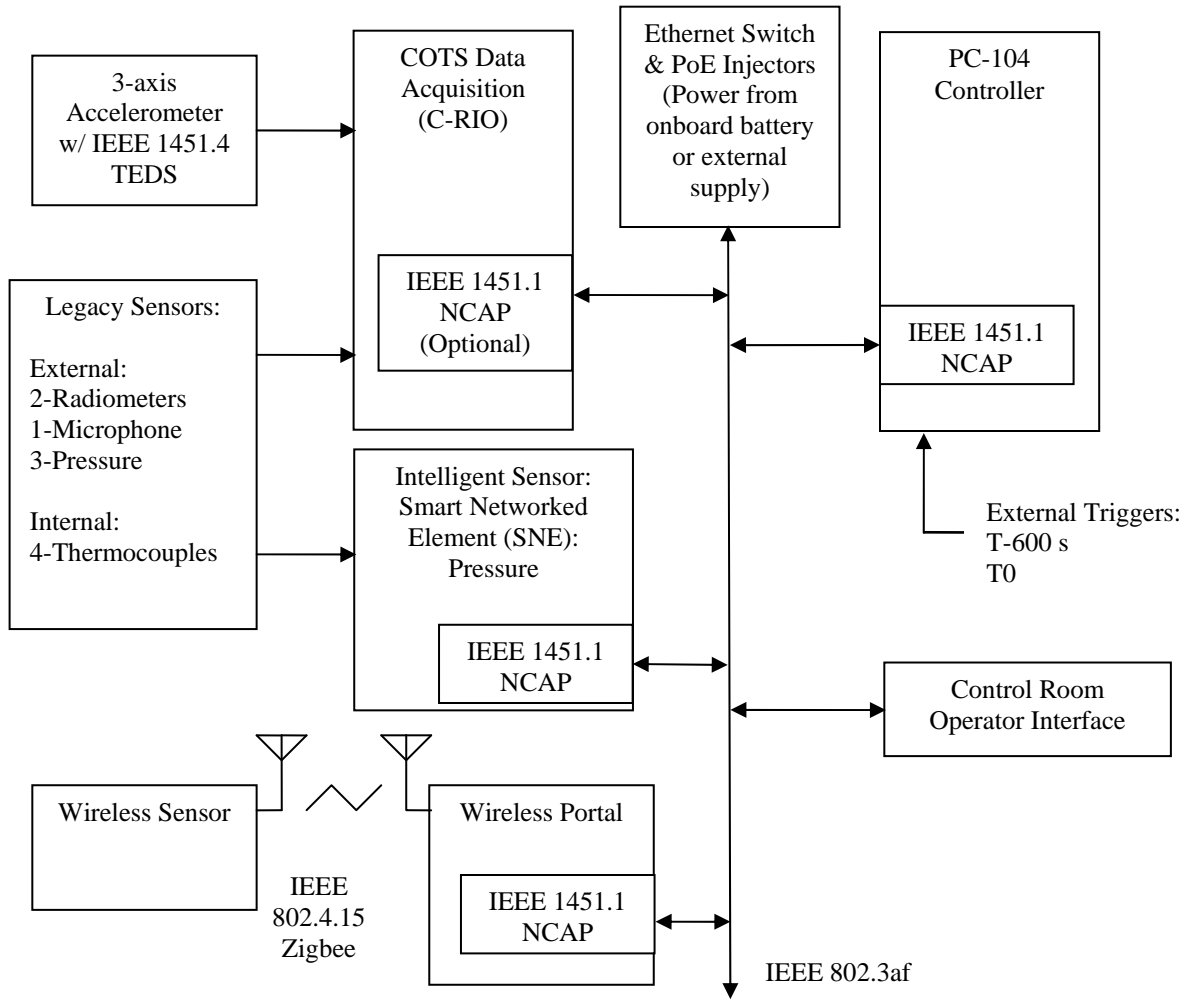 3-axis
Accelerometer
w/ IEEE 1451.4
TEDS
COTS Data
Acquisition
(C-RIO)
IEEE 1451.1
NCAP
(Optional)
Ethernet Switch
& PoE Injectors
(Power from
onboard battery
or external
supply)
PC-104
Controller
IEEE 1451.1
NCAP
Legacy Sensors:
External:
2-Radiometers
1-Microphone
3-Pressure
Internal:
4-Thermocouples
Intelligent Sensor:
Smart Networked
Element (SNE):
Pressure
IEEE 1451.1
NCAP
External Triggers:
T-600 s
T0
Control Room
Operator Interface
Wireless Sensor
IEEE
802.4.15
Zigbee
Wireless Portal
IEEE 1451.1
NCAP
IEEE 802.3af